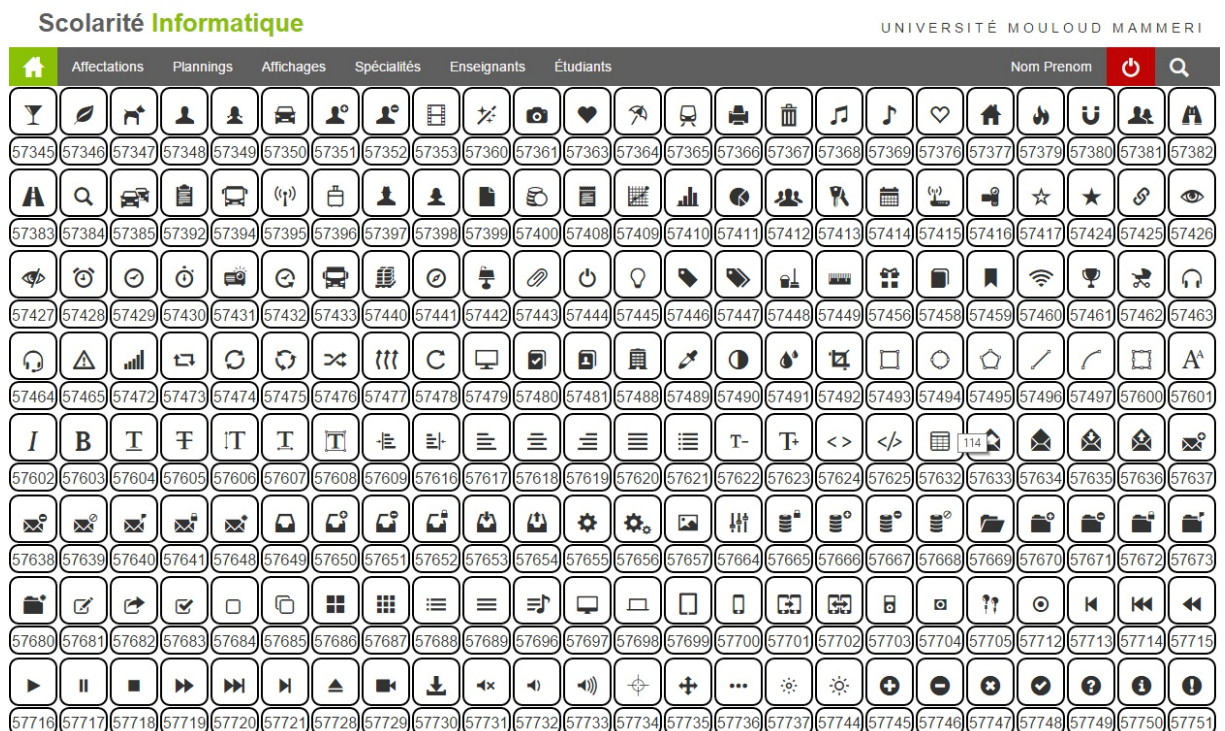 Scolarité Informatique
UNIVERSITÉ MOULOUD MAMMERI
Affectations Plannings Affichages Spécialités Enseignants Étudiants Nom Prenom
57345 57346 57347 57348 57349 57350 57351 57352 57353 57360 57361 57363 57364 57365 57366 57367 57368 57369 57376 57377 57379 57380 57381 57382
57383 57384 57385 57392 57394 57395 57396 57397 57398 57399 57400 57408 57409 57410 57411 57412 57413 57414 57415 57416 57417 57424 57425 57426
57427 57428 57429 57430 57431 57432 57433 57440 57441 57442 57443 57444 57445 57446 57447 57448 57449 57456 57458 57459 57460 57461 57462 57463
57464 57465 57472 57473 57474 57475 57476 57477 57478 57479 57480 57481 57488 57489 57490 57491 57492 57493 57494 57495 57496 57497 57600 57601
114
57602 57603 57604 57605 57606 57607 57608 57609 57616 57617 57618 57619 57620 57621 57622 57623 57624 57625 57632 57633 57634 57635 57636 57637
57638 57639 57640 57641 57648 57649 57650 57651 57652 57653 57654 57655 57656 57657 57664 57665 57666 57667 57668 57669 57670 57671 57672 57673
57680 57681 57682 57683 57684 57685 57686 57687 57688 57689 57696 57697 57698 57699 57700 57701 57702 57703 57704 57705 57712 57713 57714 57715
57716 57717 57718 57719 57720 57721 57728 57729 57730 57731 57732 57733 57734 57735 57736 57737 57744 57745 57746 57747 57748 57749 57750 57751